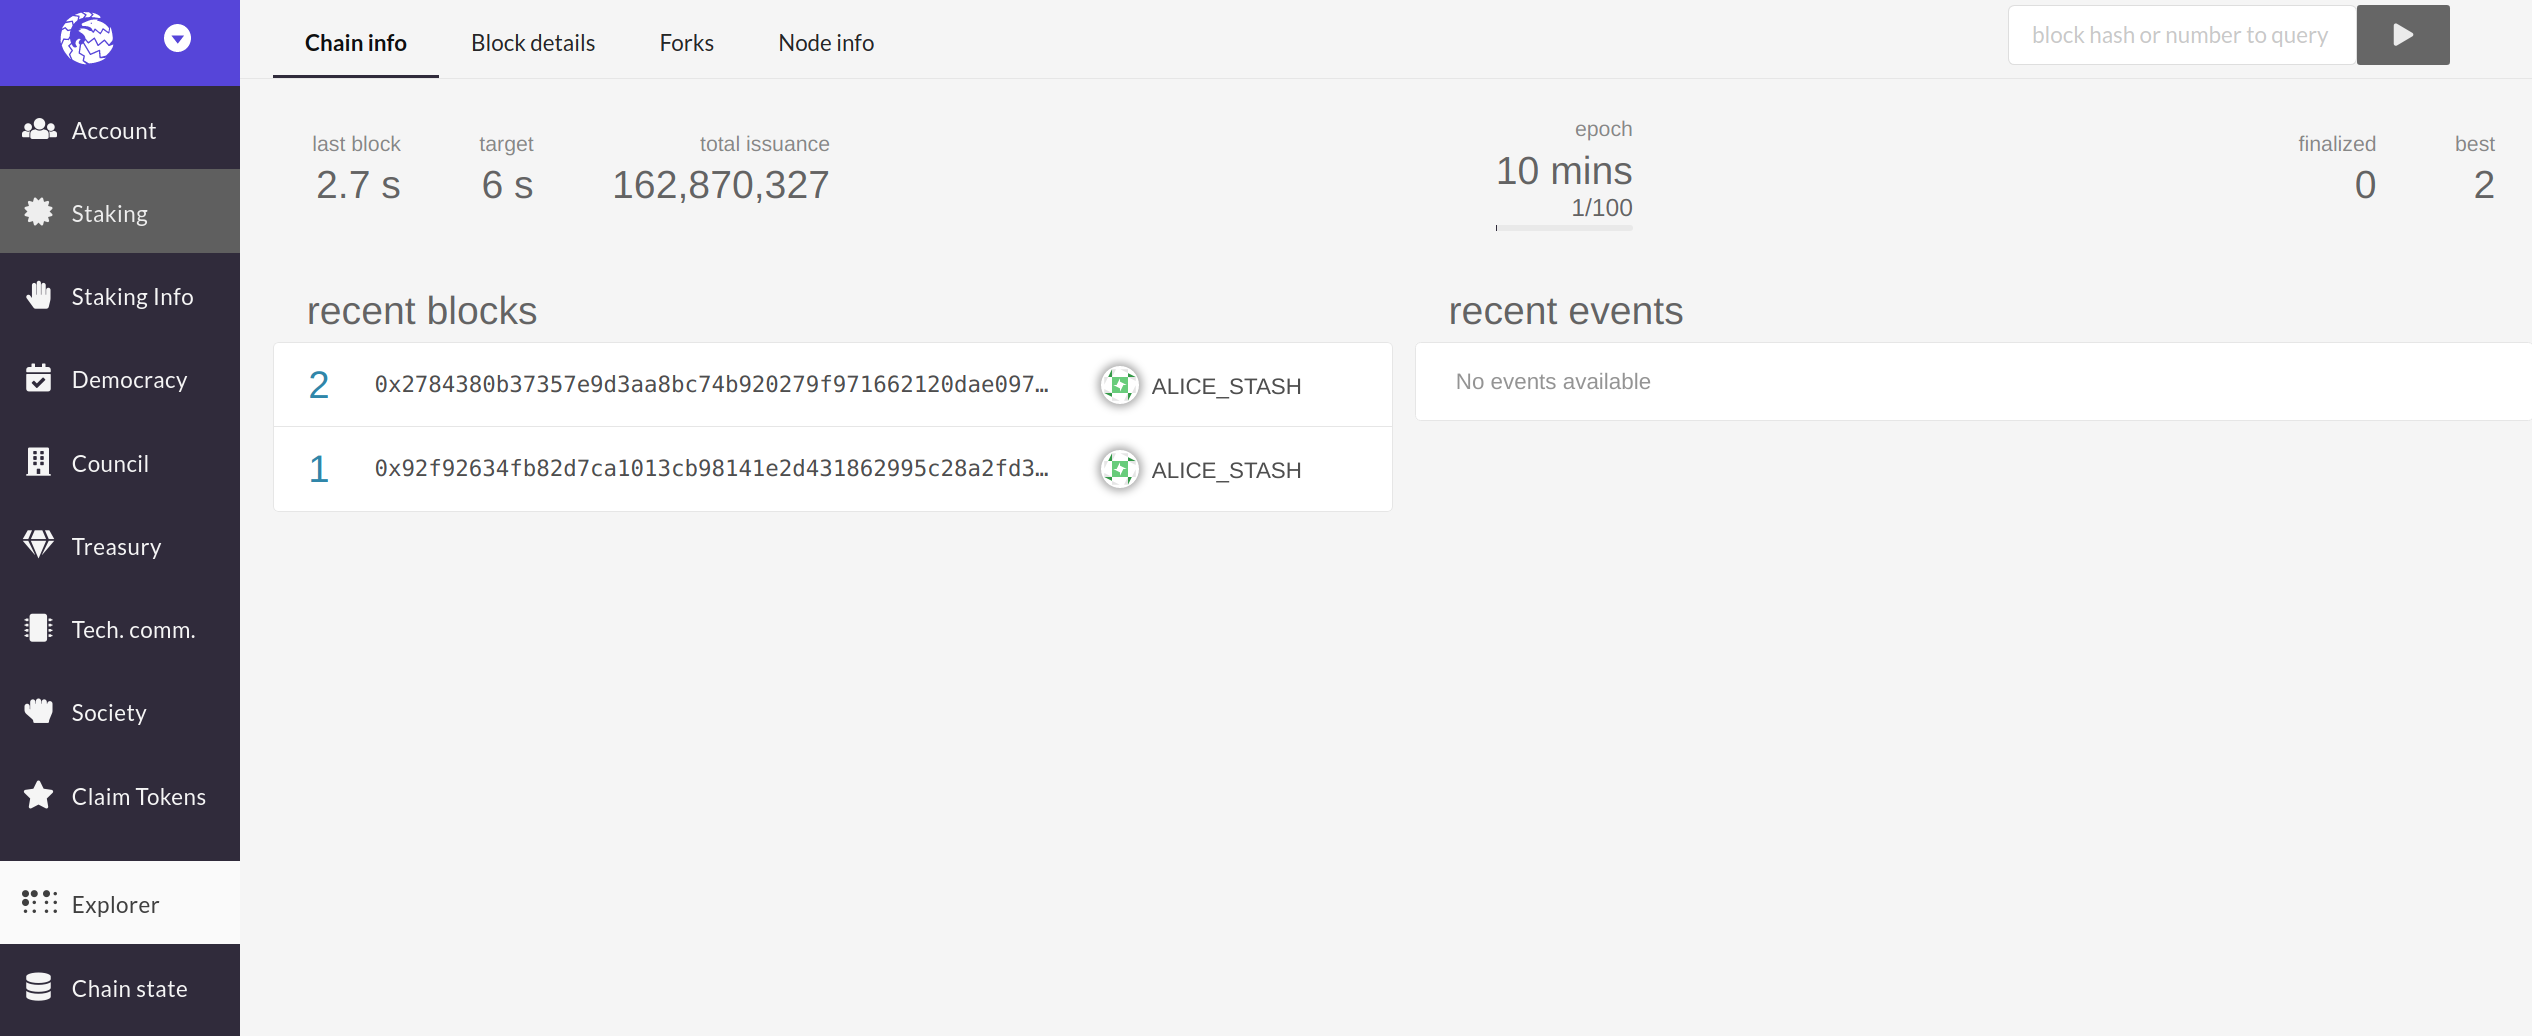 Chain info
Block details
Forks
Node info
block hash or number to query
Account
Staking
Staking Info
Democracy
Council
Treasury
Tech. comm.
Society
Claim Tokens
Explorer
Chain state
last block
2.7 s
target
6 s
total issuance
162,870,327
epoch
10 mins
1/100
finalized
0
best
2
recent blocks
2 0x2784380b37357e9d3aa8bc74b920279f971662120dae097… ALICE_STASH
1 0x92f92634fb82d7ca1013cb98141e2d431862995c28a2fd3… ALICE_STASH
recent events
No events available